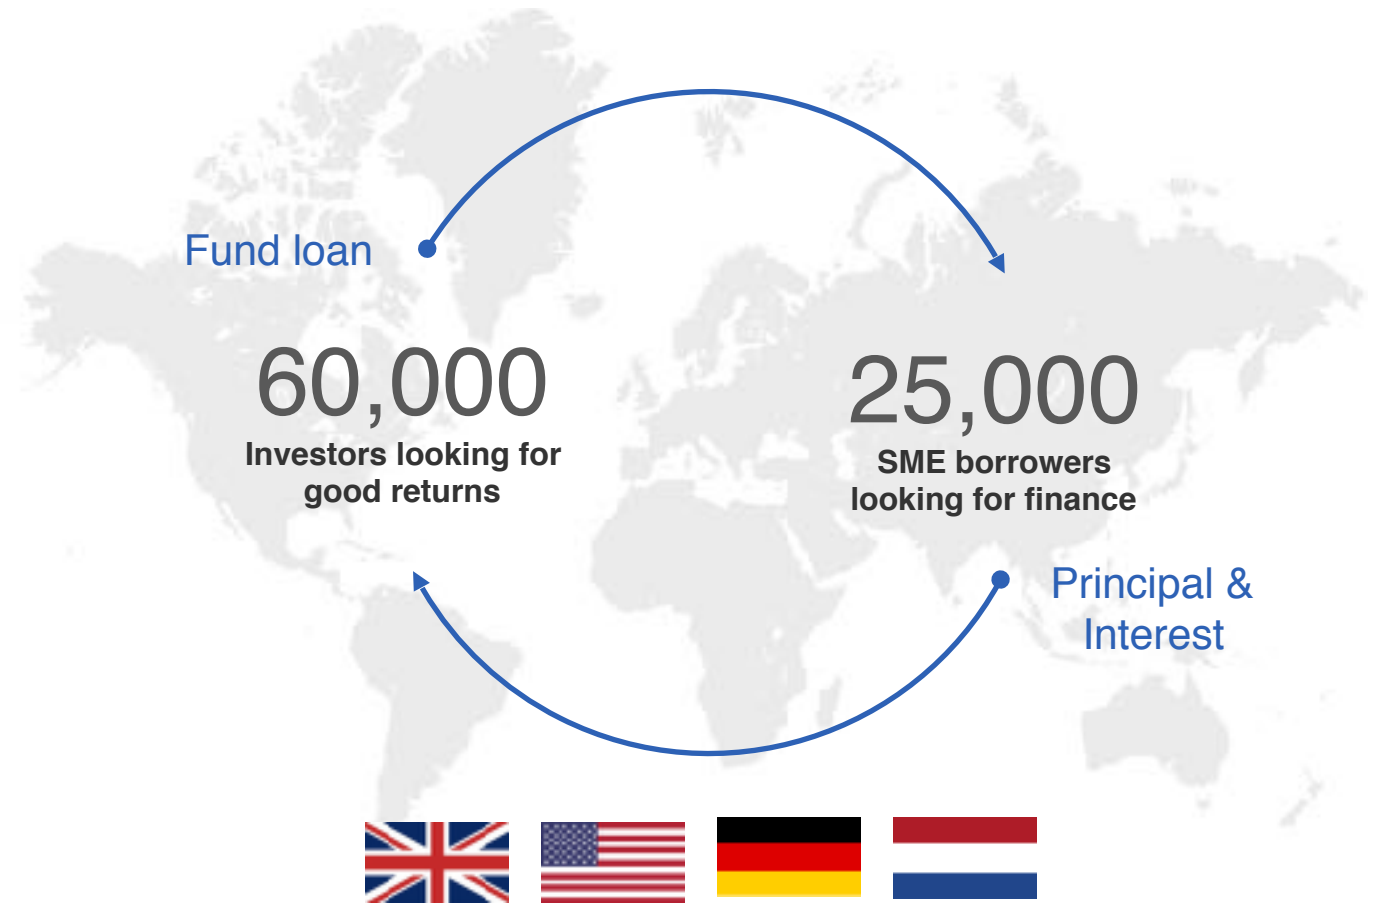 Fund loan
60,000
Investors looking for
good returns
25,000
SME borrowers
looking for finance
Principal &
Interest